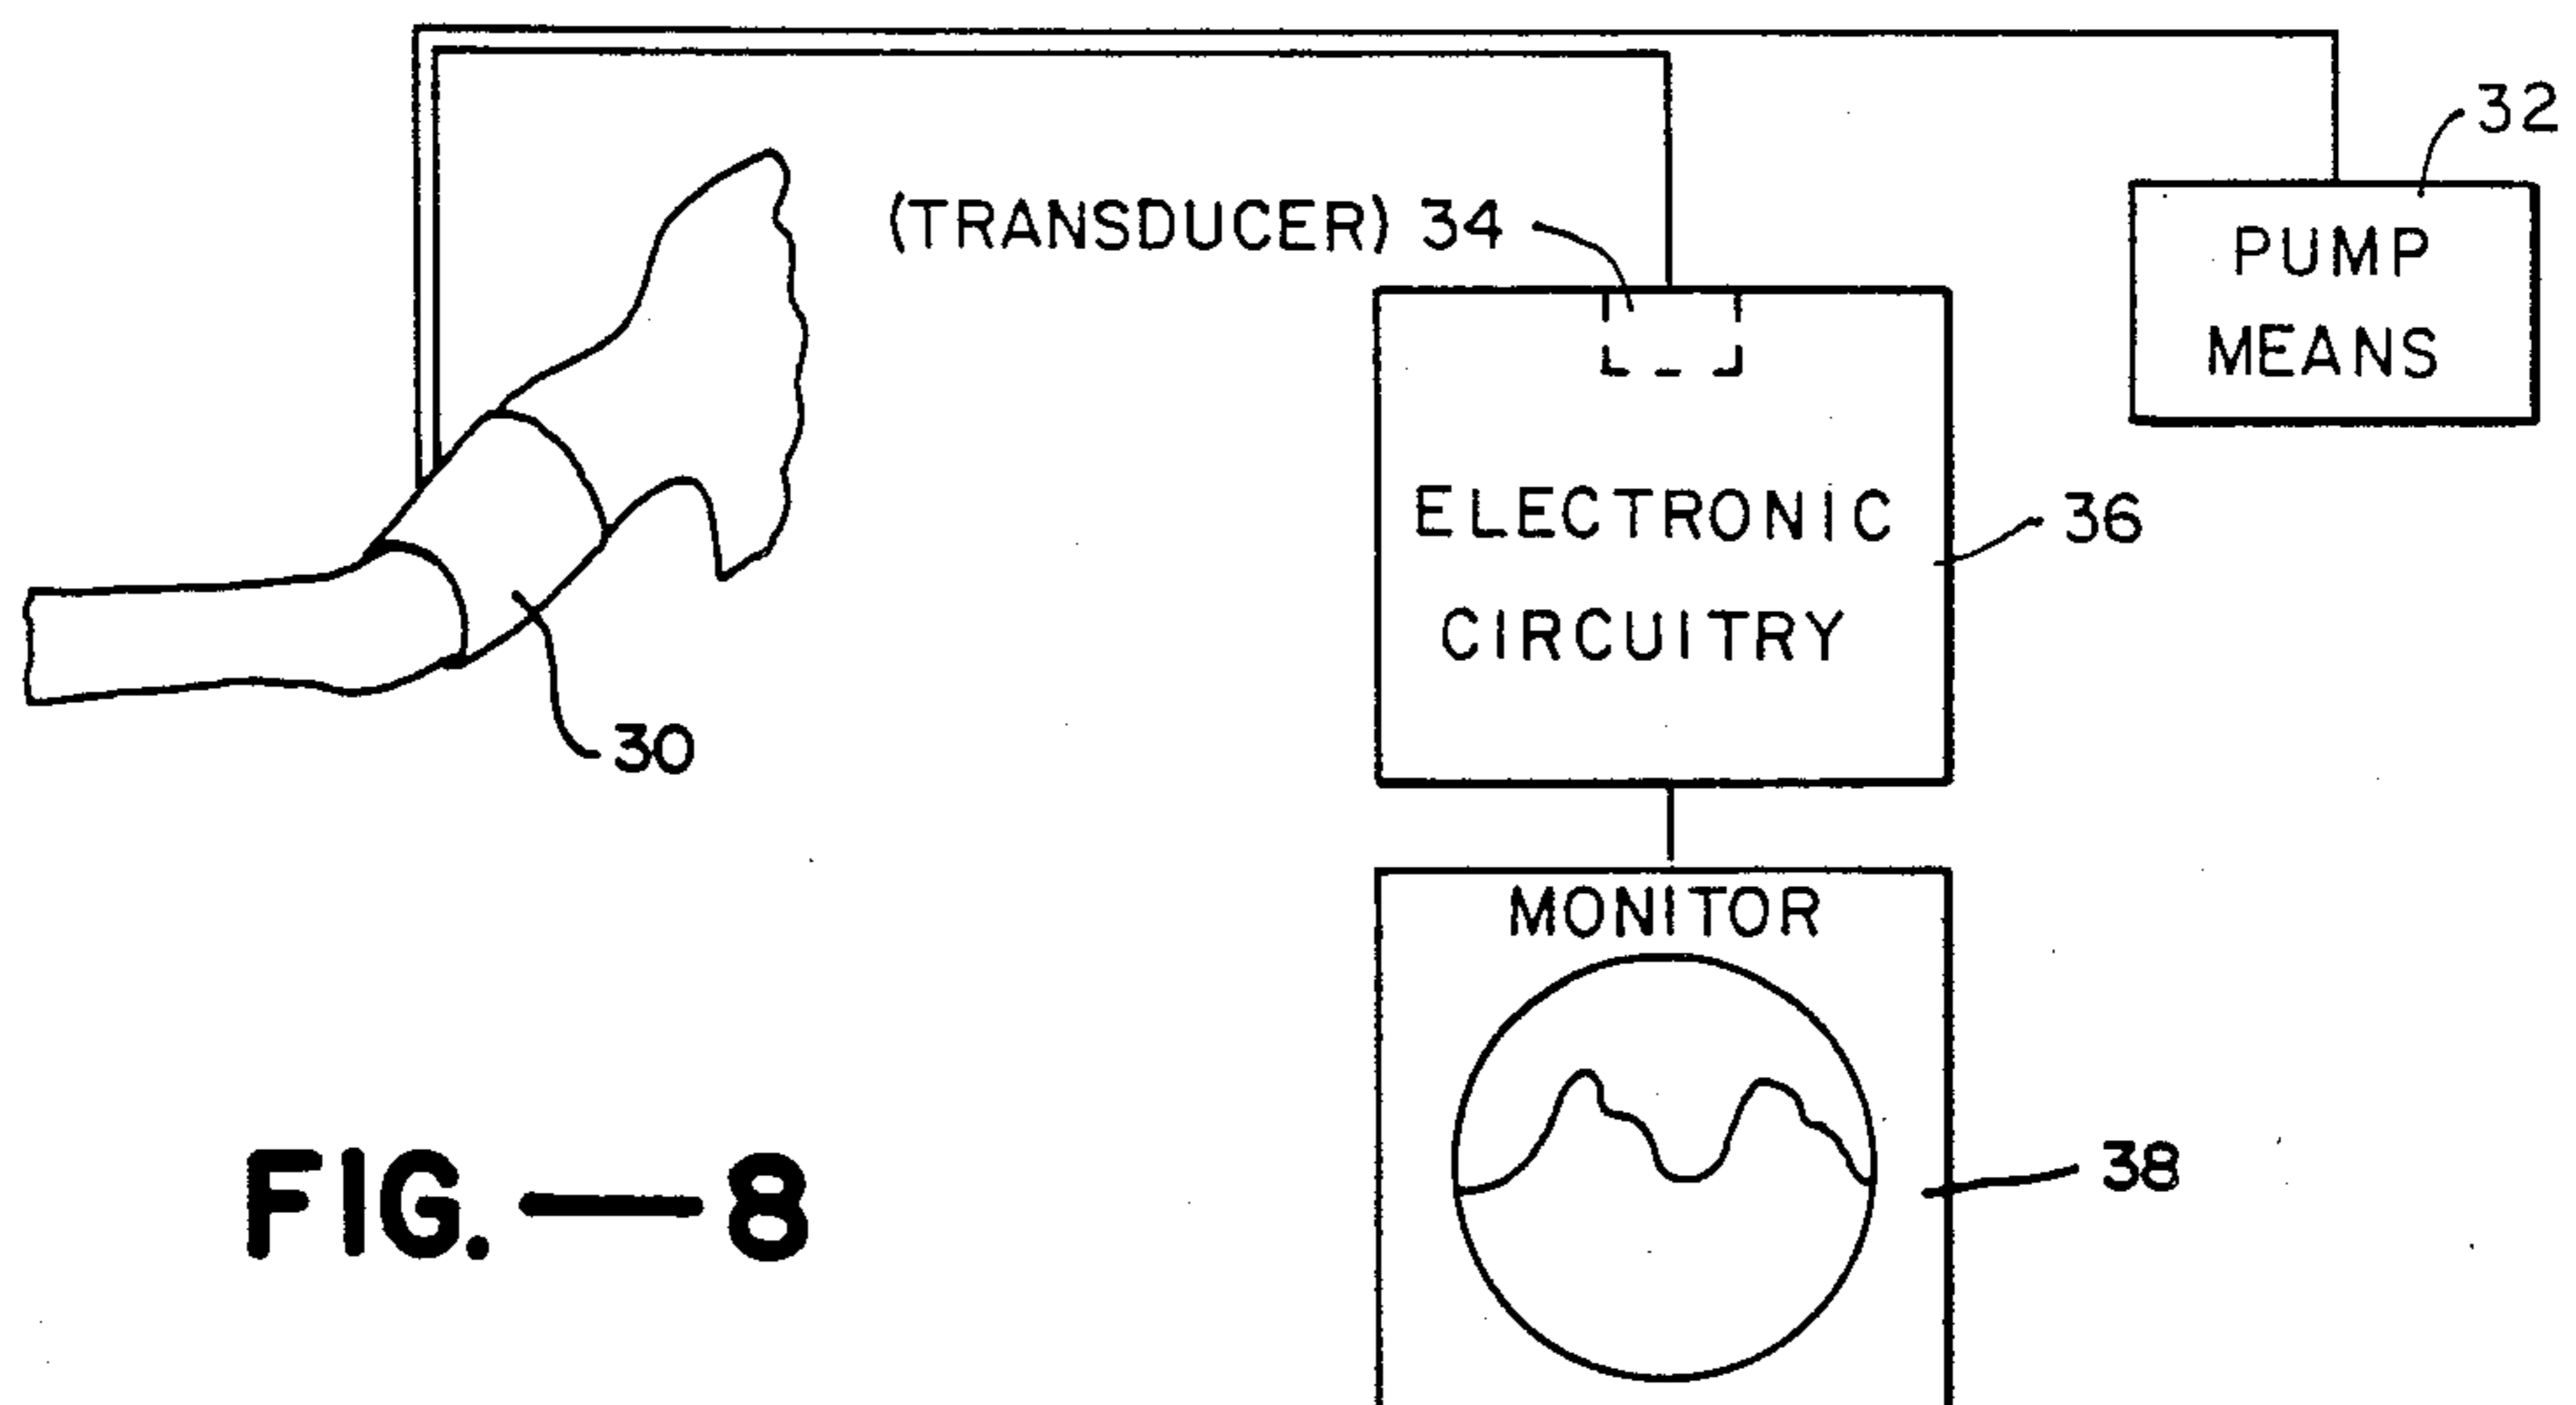 32
(TRANSDUCER) 34
PUMP
MEANS
ELECTRONIC
CIRCUITRY
36
30
MONITOR
38
FIG.—8